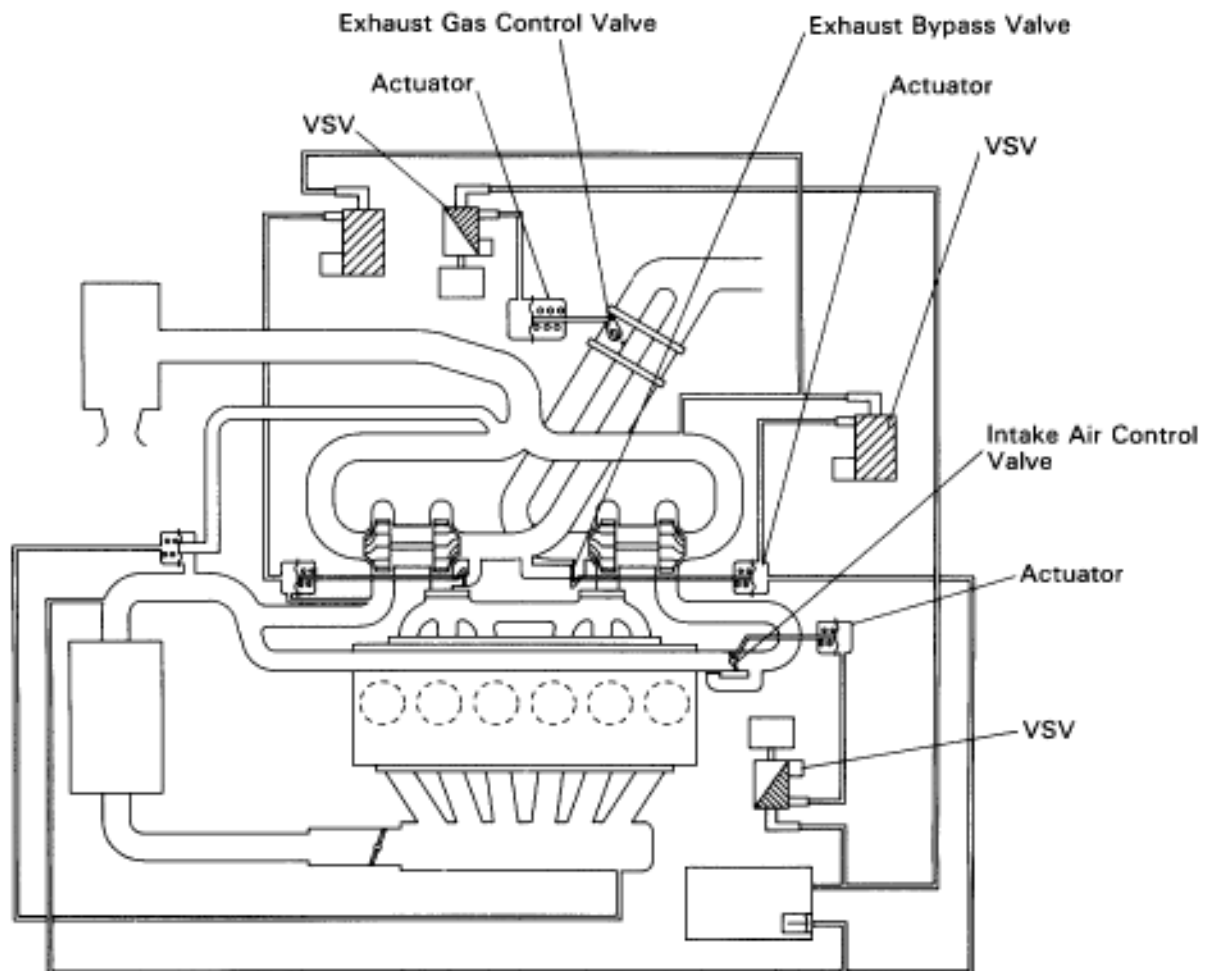 Exhaust Gas Control Valve
Exhaust Bypass Valve
Actuator
Actuator
VSV
VSV
Intake Air Control
Valve
Actuator
VSV